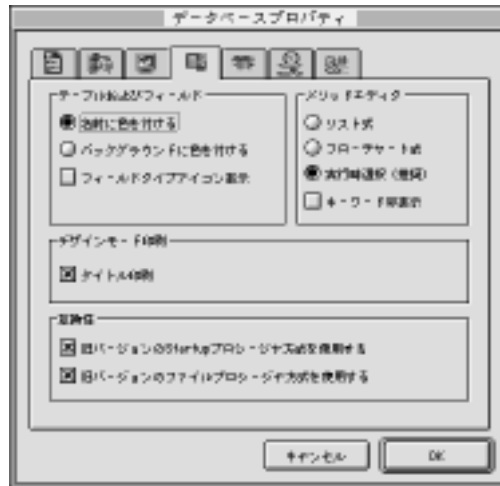 データベースプロパティ
テーブルおよびフィールド
名前に色を付ける
バックグラウンドに色を付ける
フィールドタイプアイコン表示
メソッドエディタ
リスト式
フローチャート式
実行時選択（推奨）
キーワード非表示
デザインモード印刷
タイトル印刷
互換性
旧バージョンのStartupプロシージャ方式を使用する
旧バージョンのファイルプロシージャ方式を使用する
キャンセル
OK